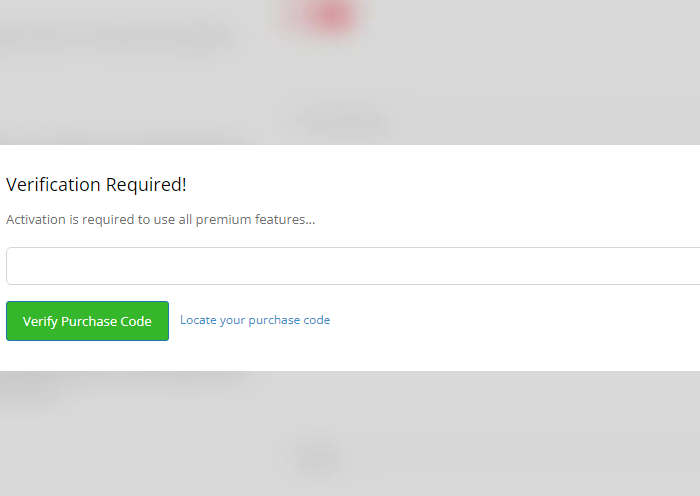 Verification Required!
Activation is required to use all premium features...
Verify Purchase Code
Locate your purchase code